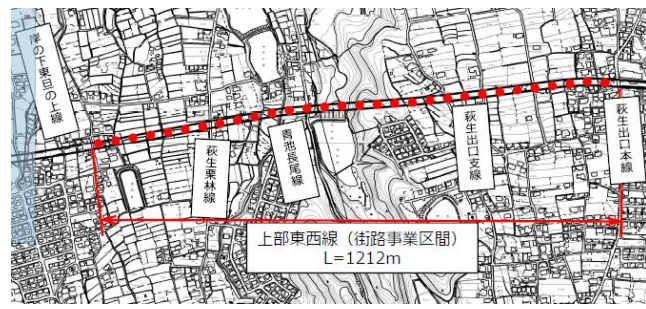 岸の下東旦の上線
萩生栗林線
青池長尾線
萩生出口支線
萩生出口本線
上部東西線（街路事業区間）
L=1212m